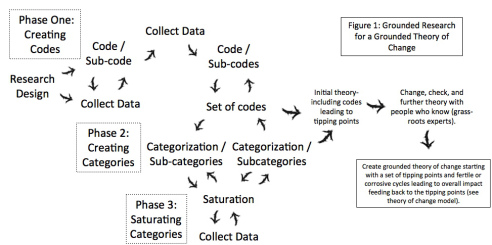 Phase One:
Creating
Codes
Research
Design
Code /
Sub-code
Collect Data
Collect Data
Code /
Sub-codes
Set of codes
Phase 2:
Creating
Categories
Categorization /
Sub-categories
Categorization /
Subcategories
Phase 3:
Saturating
Categories
Saturation
Collect Data
Figure 1: Grounded Research
for a Grounded Theory of
Change
Initial theory-
including codes
leading to
tipping points
Change, check, and
further theory with
people who know (grass-
roots experts).
Create grounded theory of change starting
with a set of tipping points and fertile or
corrosive cycles leading to overall impact
feeding back to the tipping points (see
theory of change model).